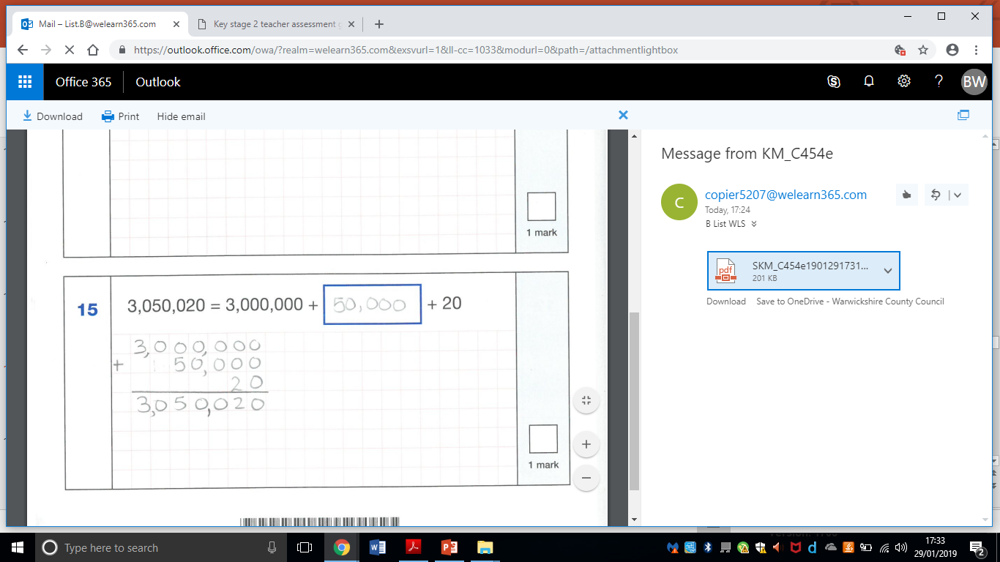 Mail – List.B@welearn365.com
Key stage 2 teacher assessment g
https://outlook.office.com/owa/?realm=welearn365.com&exsvurl=1&ll-cc=1033&modurl=0&path=/attachmentlightbox
Office 365 Outlook
BW
Download Print Hide email
1 mark
15
3,050,020 = 3,000,000 + 50,000 + 20
3,000,000
+ 50,000
20
3,050,020
1 mark
Message from KM_C454e
C
copier5207@welearn365.com
Today, 17:24
B List WLS
pdf
SKM_C454e1901291731...
201 KB
Download Save to OneDrive - Warwickshire County Council
Type here to search
17:33
29/01/2019
2